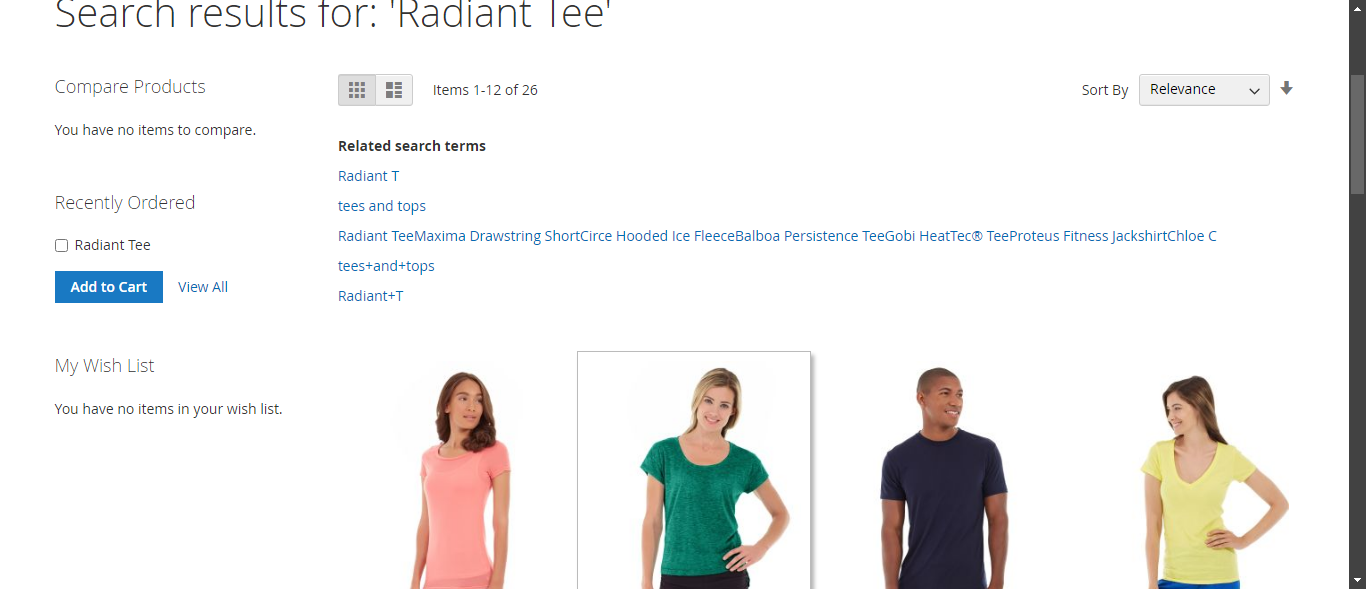 Search results for: 'Radiant Tee'
Compare Products
You have no items to compare.
Recently Ordered
Radiant Tee
Add to Cart View All
My Wish List
You have no items in your wish list.
Items 1-12 of 26
Sort By Relevance
Related search terms
Radiant T
tees and tops
Radiant TeeMaxima Drawstring ShortCirce Hooded Ice FleeceBalboa Persistence TeeGobi HeatTec® TeeProteus Fitness JackshirtChloe C
tees+and+tops
Radiant+T